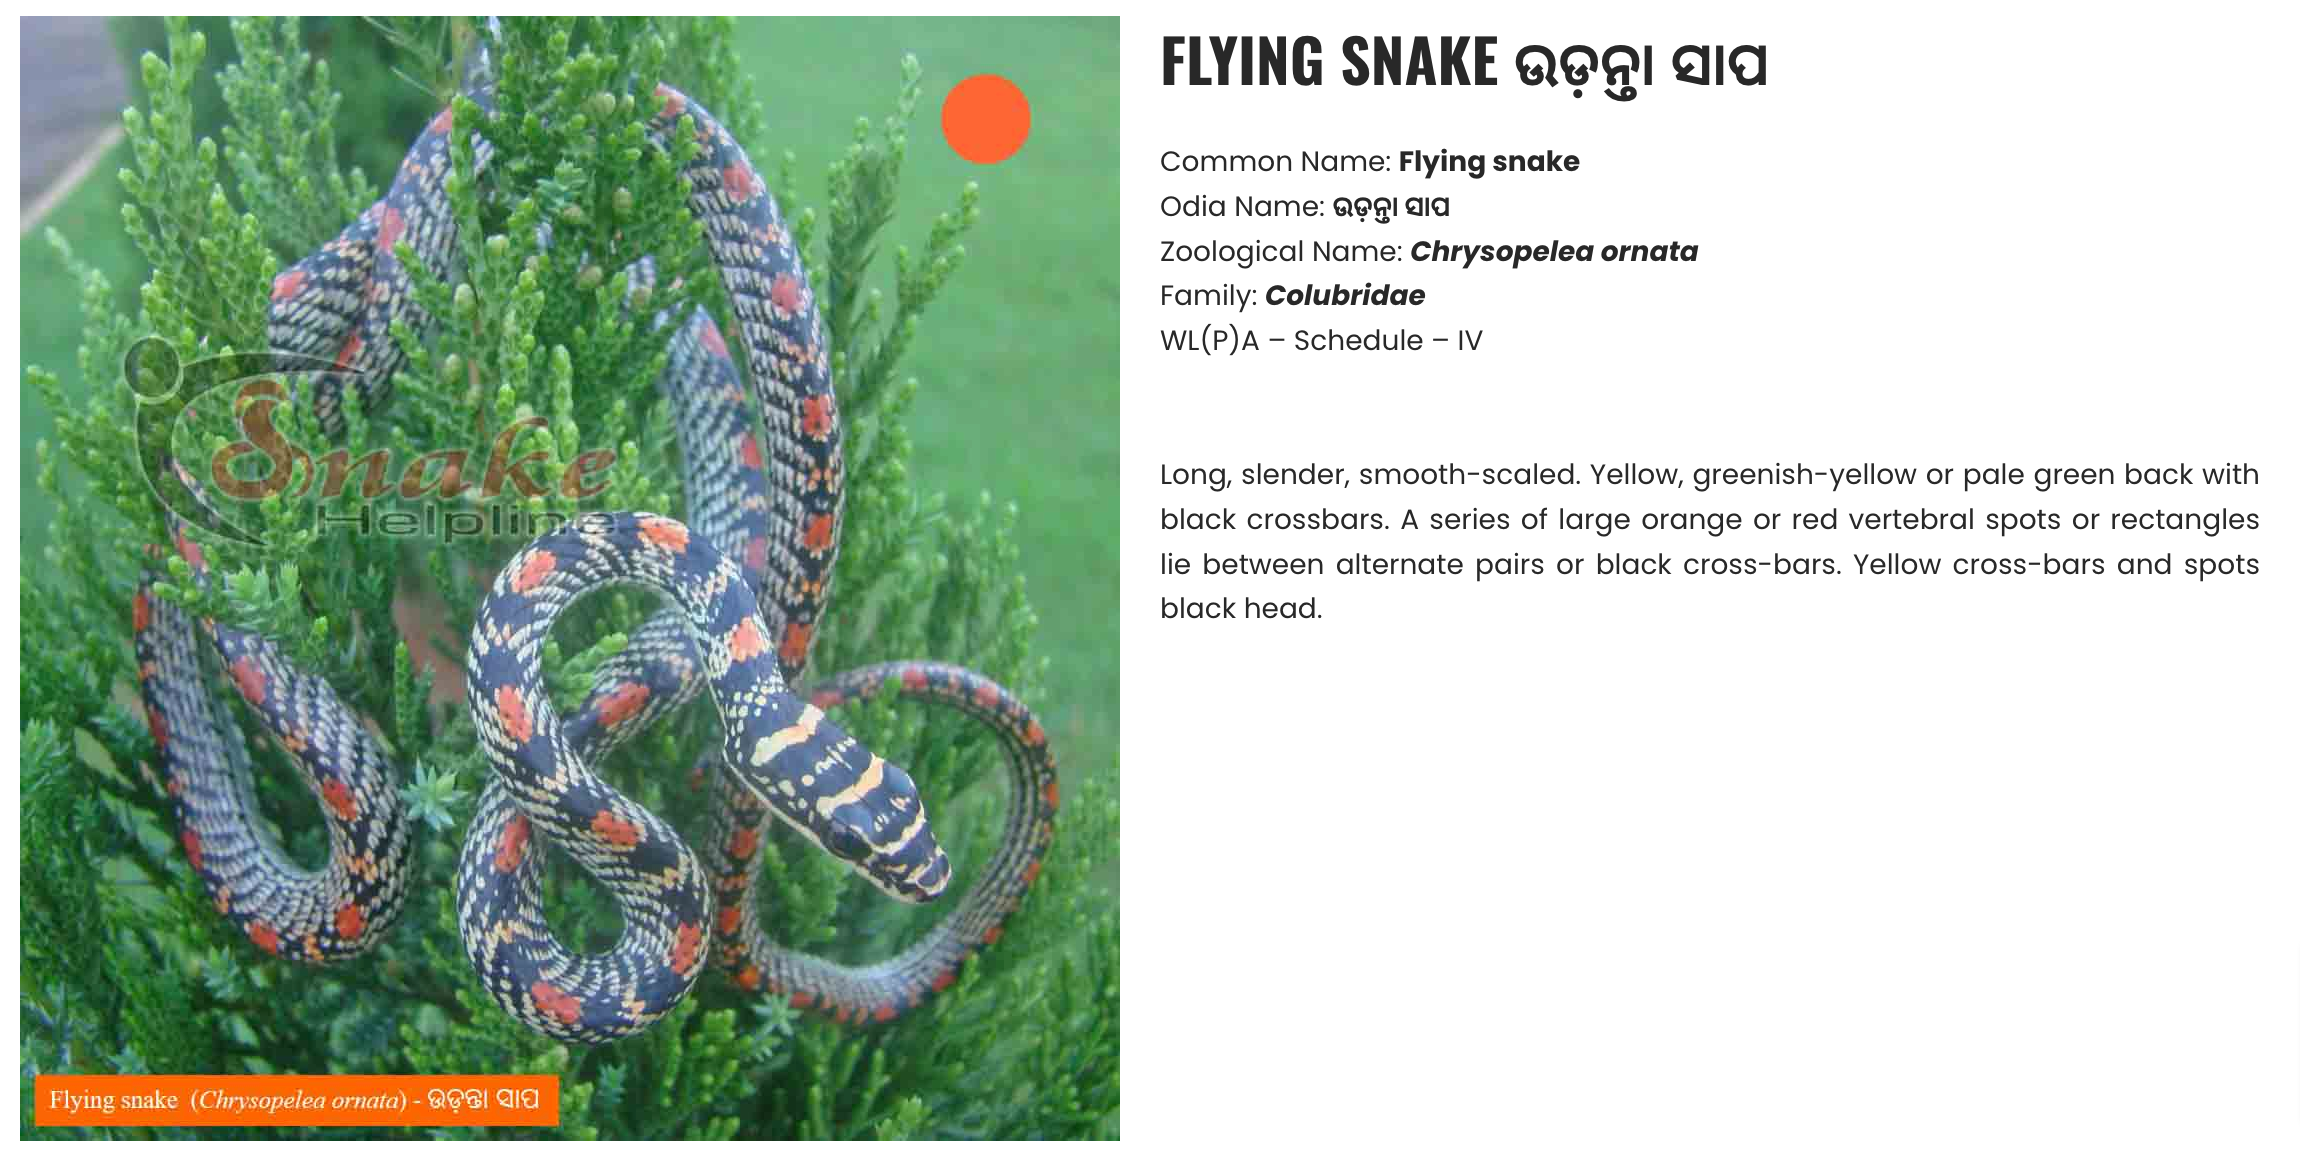 Snake
Helpline
Flying snake (Chrysopelea ornata) - ଉଡ଼ନ୍ତା ସାପ
FLYING SNAKE ଉଡ଼ନ୍ତା ସାପ
Common Name: Flying snake
Odia Name: ଉଡ଼ନ୍ତା ସାପ
Zoological Name: Chrysopelea ornata
Family: Colubridae
WL(P)A – Schedule – IV
Long, slender, smooth-scaled. Yellow, greenish-yellow or pale green back with
black crossbars. A series of large orange or red vertebral spots or rectangles
lie between alternate pairs or black cross-bars. Yellow cross-bars and spots
black head.